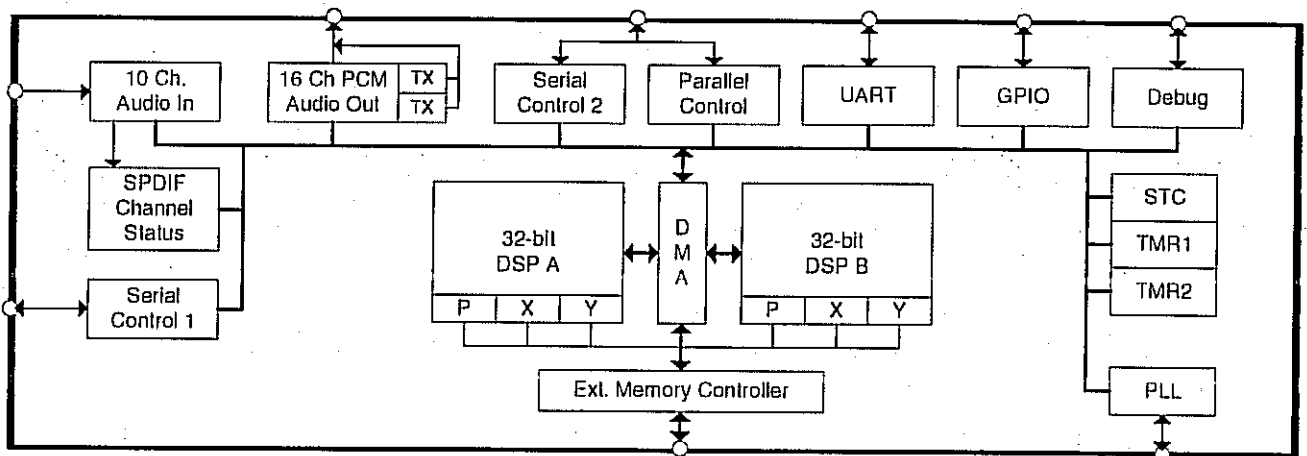 10 Ch.
Audio In
16 Ch PCM
Audio Out
TX
TX
Serial
Control 2
Parallel
Control
UART
GPIO
Debug
SPDIF
Channel
Status
Serial
Control 1
32-bit
DSP A
P X Y
D
M
A
32-bit
DSP B
P X Y
STC
TMR1
TMR2
Ext. Memory Controller
PLL